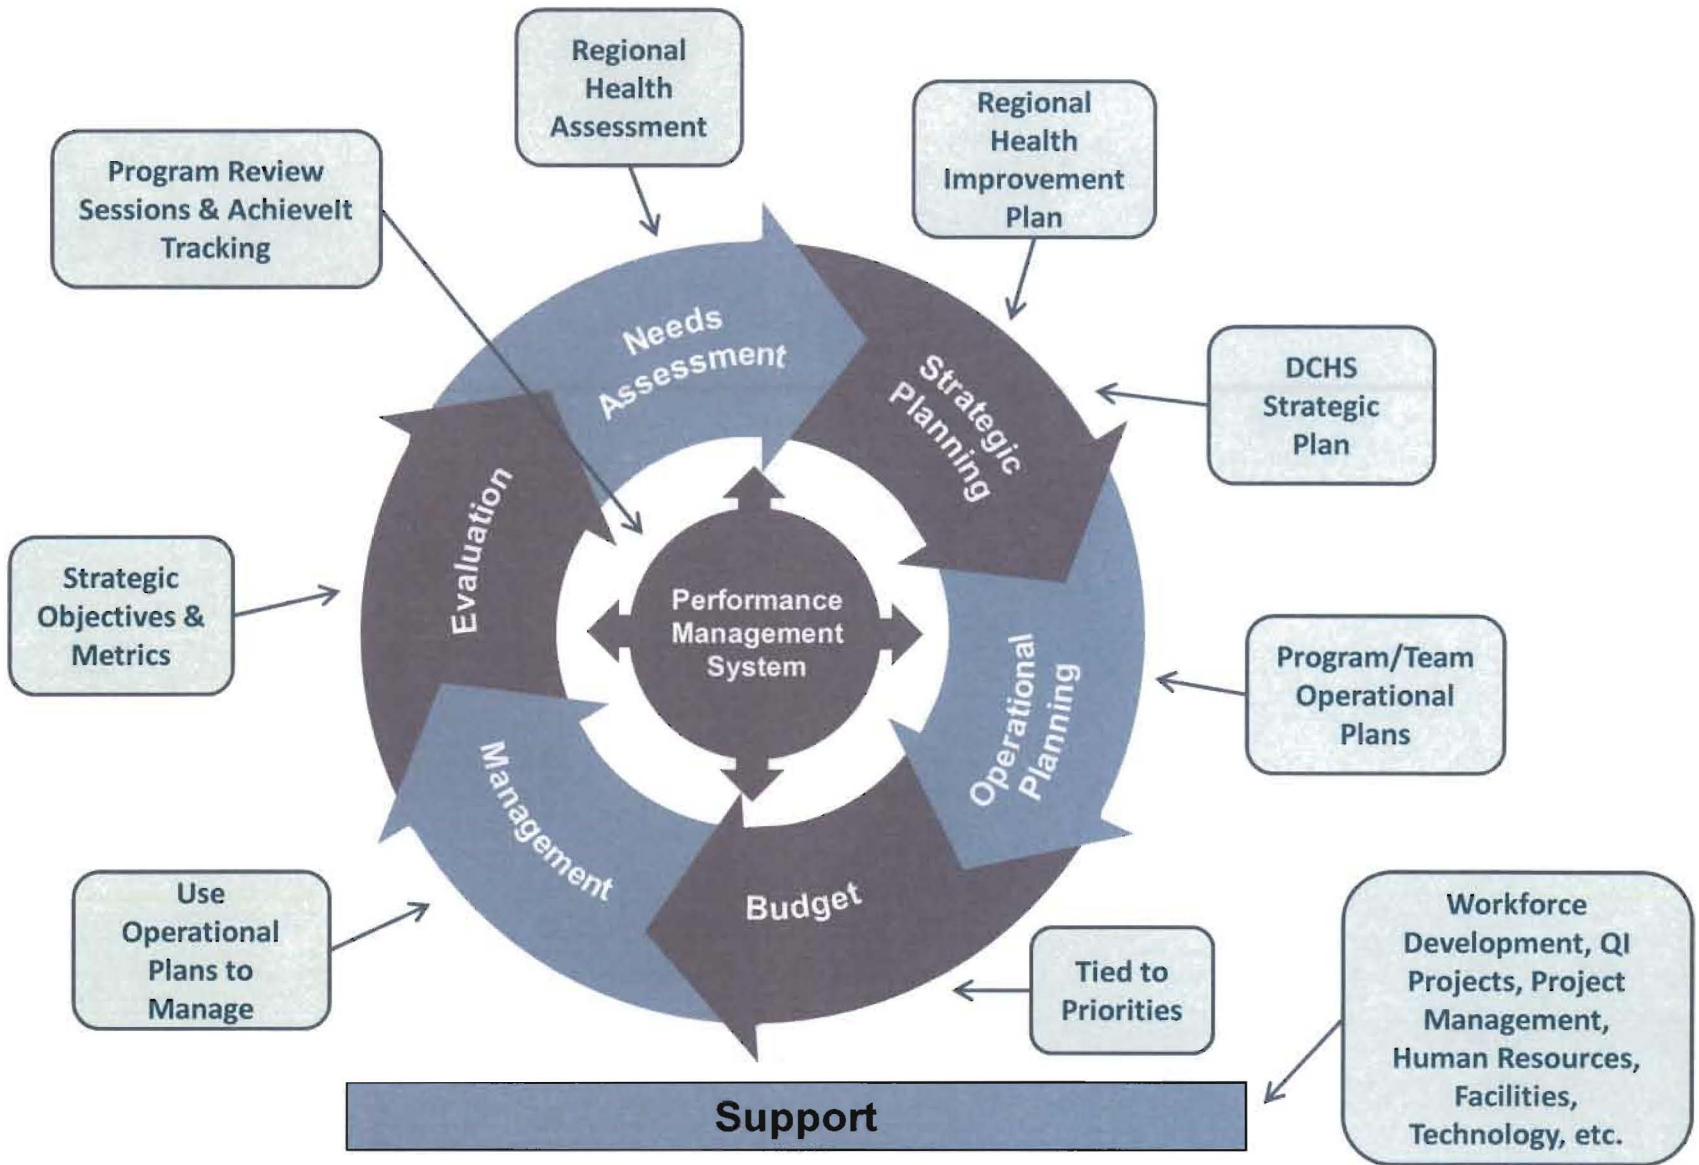 Regional
Health
Assessment
Regional
Health
Improvement
Plan
Program Review
Sessions & AchieveIt
Tracking
DCHS
Strategic
Plan
Needs
Assessment
Strategic
Planning
Evaluation
Strategic
Objectives &
Metrics
Performance
Management
System
Operational
Planning
Program/Team
Operational
Plans
Management
Budget
Use
Operational
Plans to
Manage
Tied to
Priorities
Workforce
Development, QI
Projects, Project
Management,
Human Resources,
Facilities,
Technology, etc.
Support